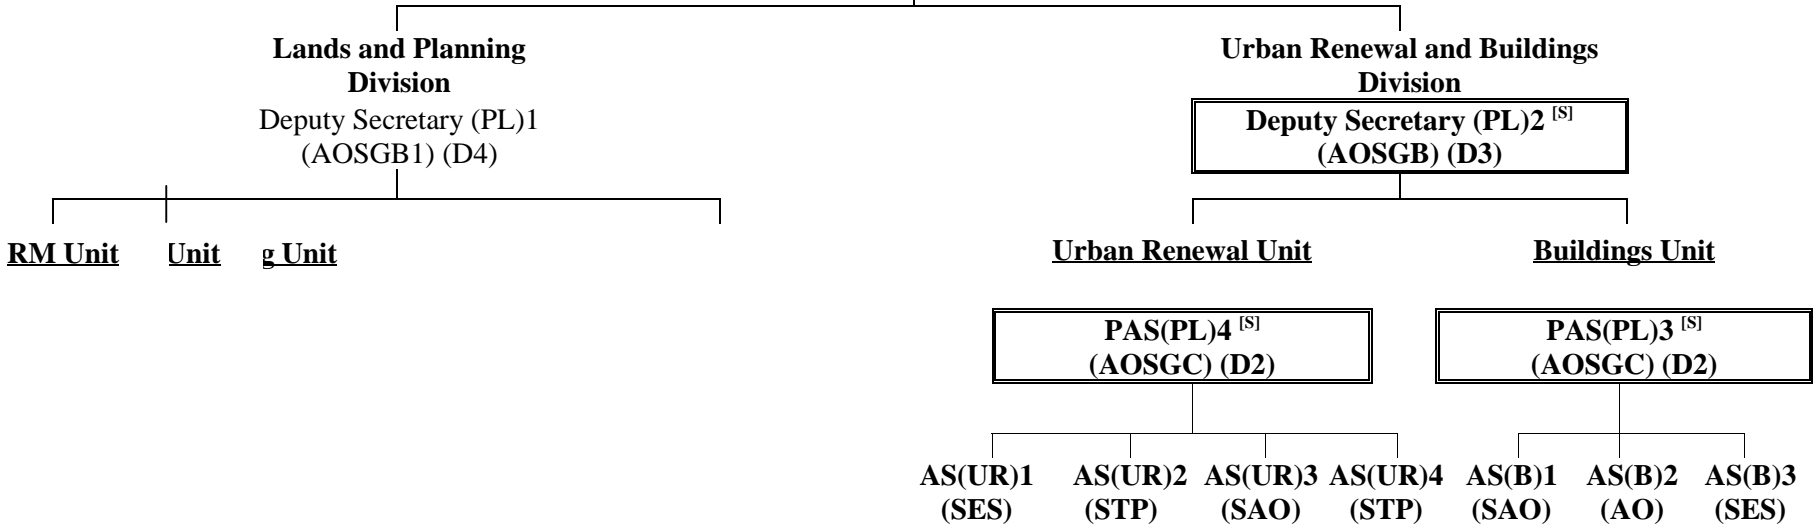 Lands and Planning
Division
Deputy Secretary (PL)1
(AOSGB1) (D4)
Urban Renewal and Buildings
Division
Deputy Secretary (PL)2 [S]
(AOSGB) (D3)
RM Unit
Unit
g Unit
Urban Renewal Unit
Buildings Unit
PAS(PL)4 [S]
(AOSGC) (D2)
PAS(PL)3 [S]
(AOSGC) (D2)
AS(UR)1
(SES)
AS(UR)2
(STP)
AS(UR)3
(SAO)
AS(UR)4
(STP)
AS(B)1
(SAO)
AS(B)2
(AO)
AS(B)3
(SES)